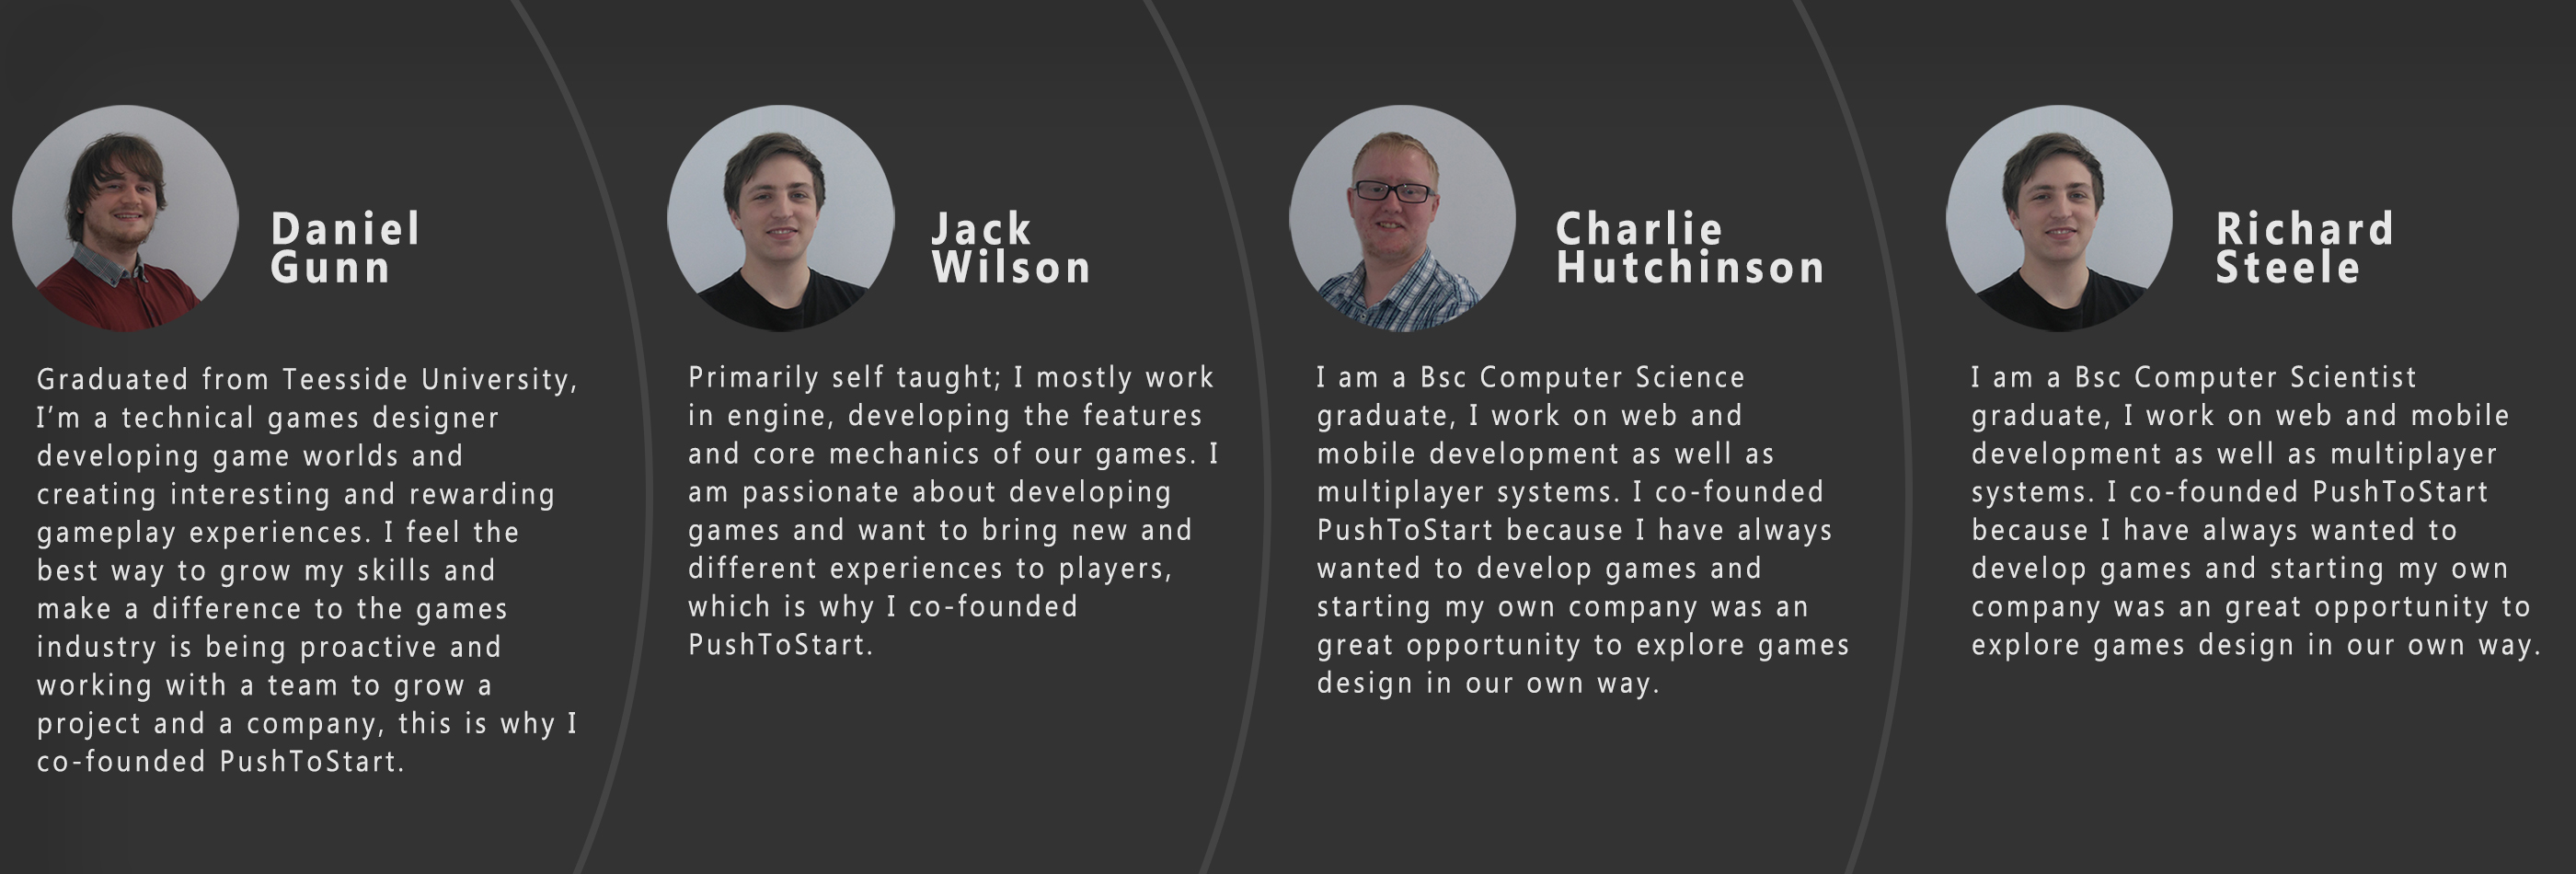 Daniel
Gunn
Graduated from Teesside University,
I’m a technical games designer
developing game worlds and
creating interesting and rewarding
gameplay experiences. I feel the
best way to grow my skills and
make a difference to the games
industry is being proactive and
working with a team to grow a
project and a company, this is why I
co-founded PushToStart.
Jack
Wilson
Primarily self taught; I mostly work
in engine, developing the features
and core mechanics of our games. I
am passionate about developing
games and want to bring new and
different experiences to players,
which is why I co-founded
PushToStart.
Charlie
Hutchinson
I am a Bsc Computer Science
graduate, I work on web and
mobile development as well as
multiplayer systems. I co-founded
PushToStart because I have always
wanted to develop games and
starting my own company was an
great opportunity to explore games
design in our own way.
Richard
Steele
I am a Bsc Computer Scientist
graduate, I work on web and mobile
development as well as multiplayer
systems. I co-founded PushToStart
because I have always wanted to
develop games and starting my own
company was an great opportunity to
explore games design in our own way.